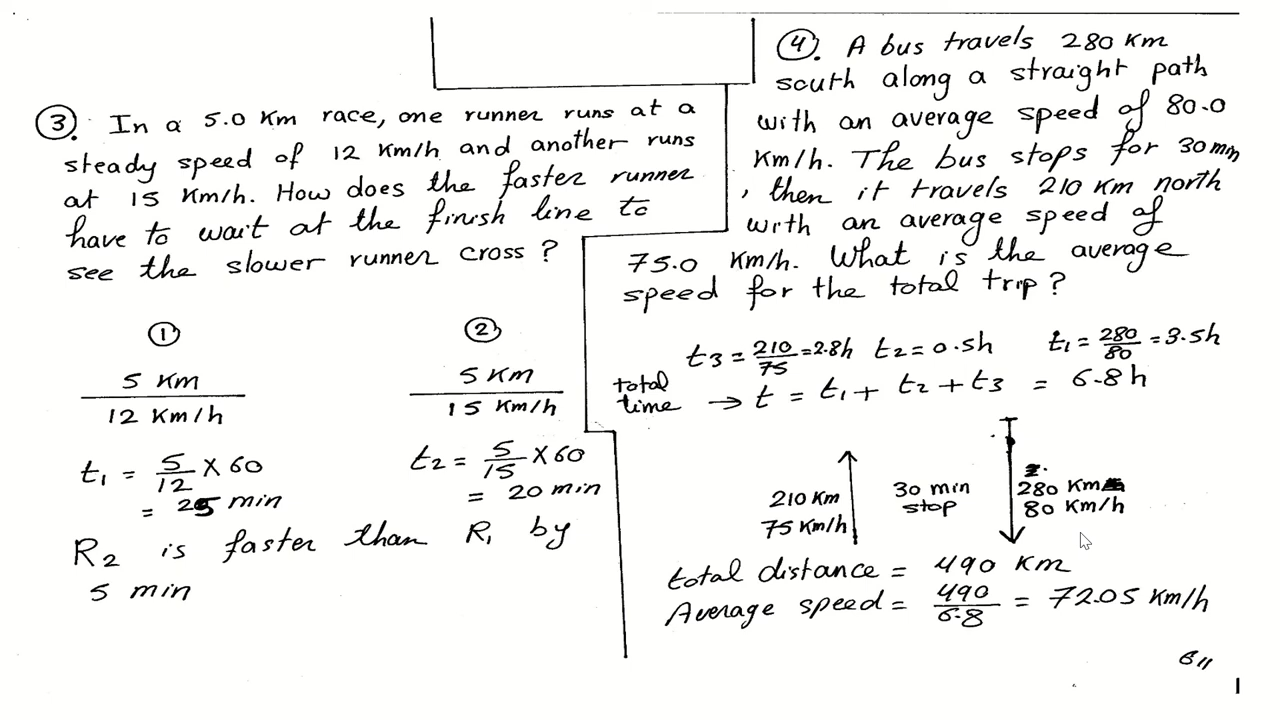 ③. In a 5.0 Km race, one runner runs at a
steady speed of 12 Km/h and another runs
at 15 Km/h. How does the faster runner
have to wait at the finish line to
see the slower runner cross?
①
5 Km
12 Km/h
t₁ = 5/12 × 60
= 25 min
②
5 Km
15 Km/h
t₂ = 5/15 × 60
= 20 min
R₂ is faster than R₁ by
5 min
④. A bus travels 280 Km
south along a straight path
with an average speed of 80.0
Km/h. The bus stops for 30 min
, then it travels 210 Km north
with an average speed of
75.0 Km/h. What is the average
speed for the total trip?
t3 = 210/75 = 2.8h t₂ = 0.5h t₁ = 280/80 = 3.5h
total
time → t = t₁ + t₂ + t3 = 6.8 h
210 Km
75 Km/h
30 min
stop
280 Km
80 Km/h
total distance = 490 Km
Average speed = 490/6.8 = 72.05 Km/h
1